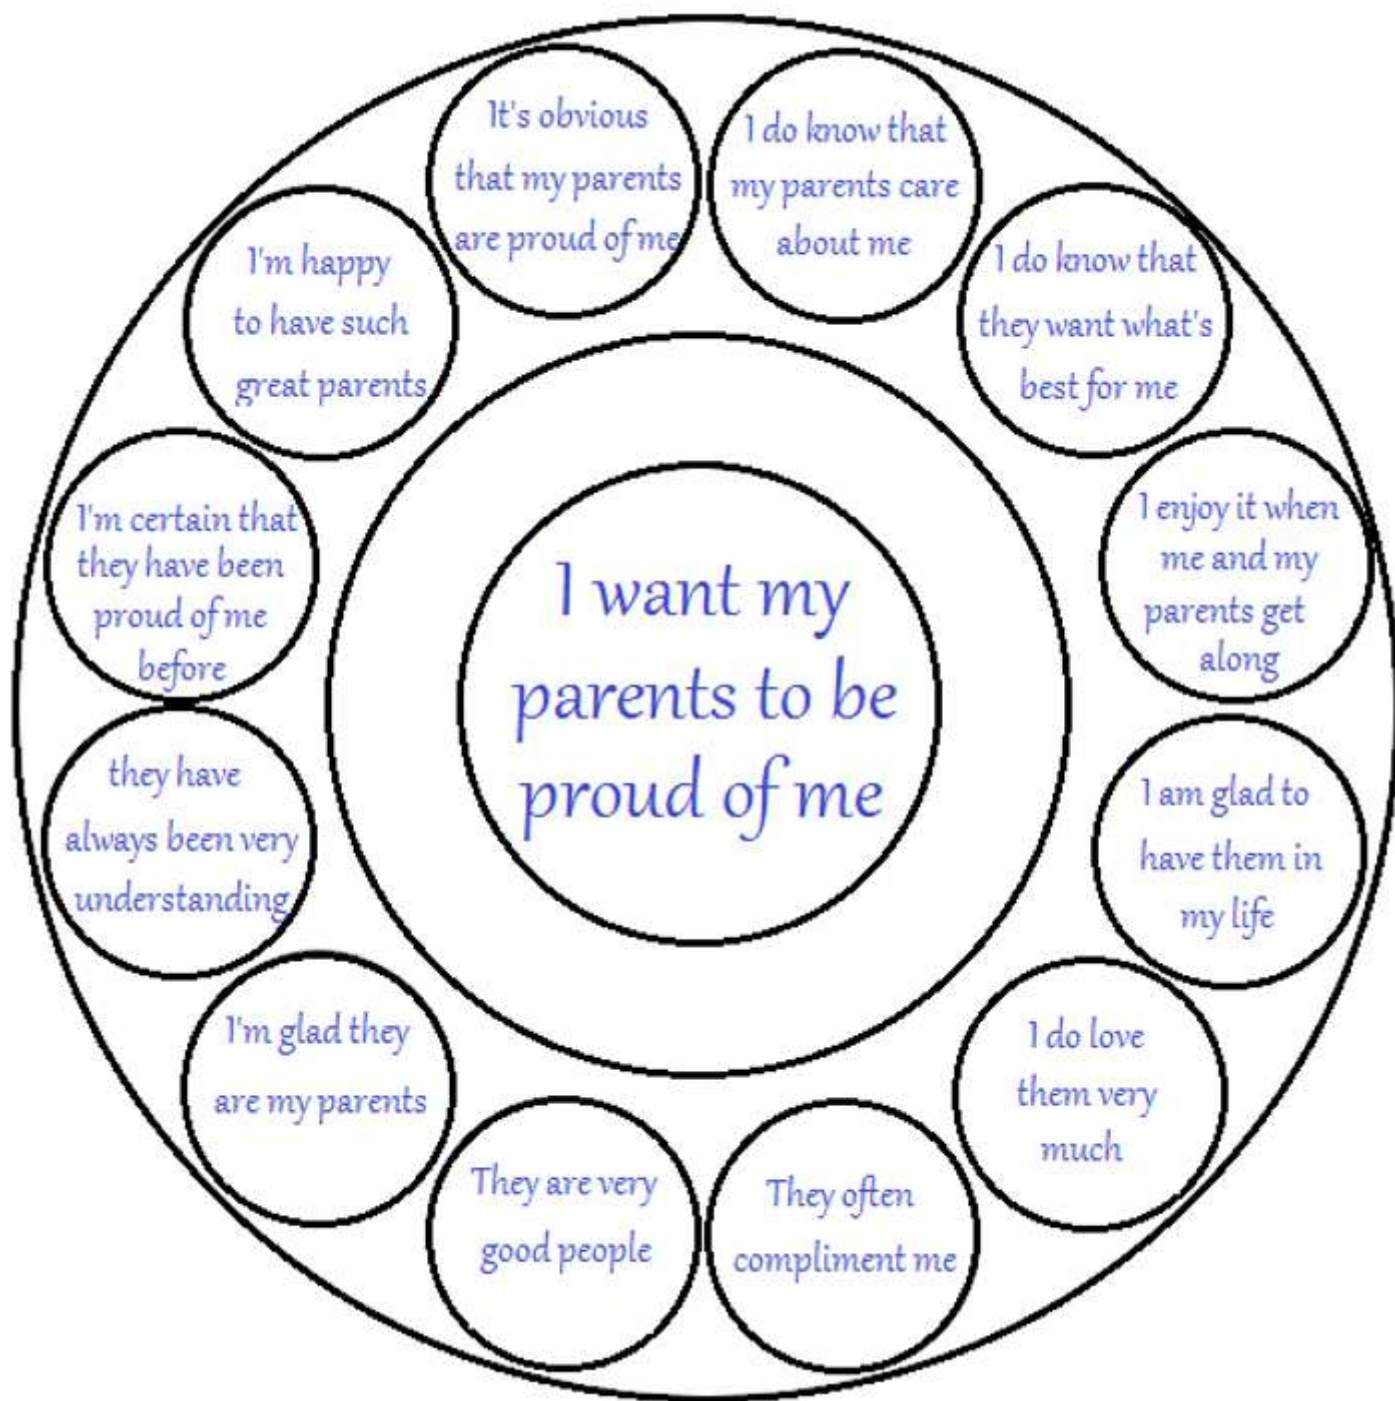 It's obvious
that my parents
are proud of me
I do know that
my parents care
about me
I do know that
they want what's
best for me
I enjoy it when
me and my
parents get
along
I am glad to
have them in
my life
I do love
them very
much
They often
compliment me
They are very
good people
I'm glad they
are my parents
they have
always been very
understanding
I'm certain that
they have been
proud of me
before
I'm happy
to have such
great parents
I want my
parents to be
proud of me